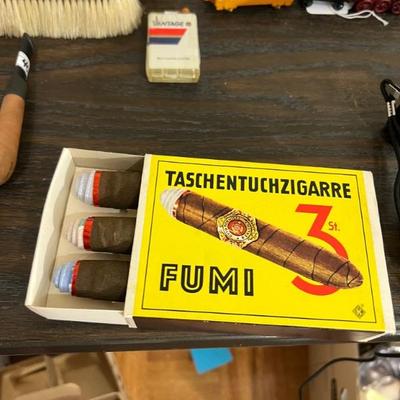 VANTAGE
TASCHENTUCHZIGARRE
3 St.
FUMI